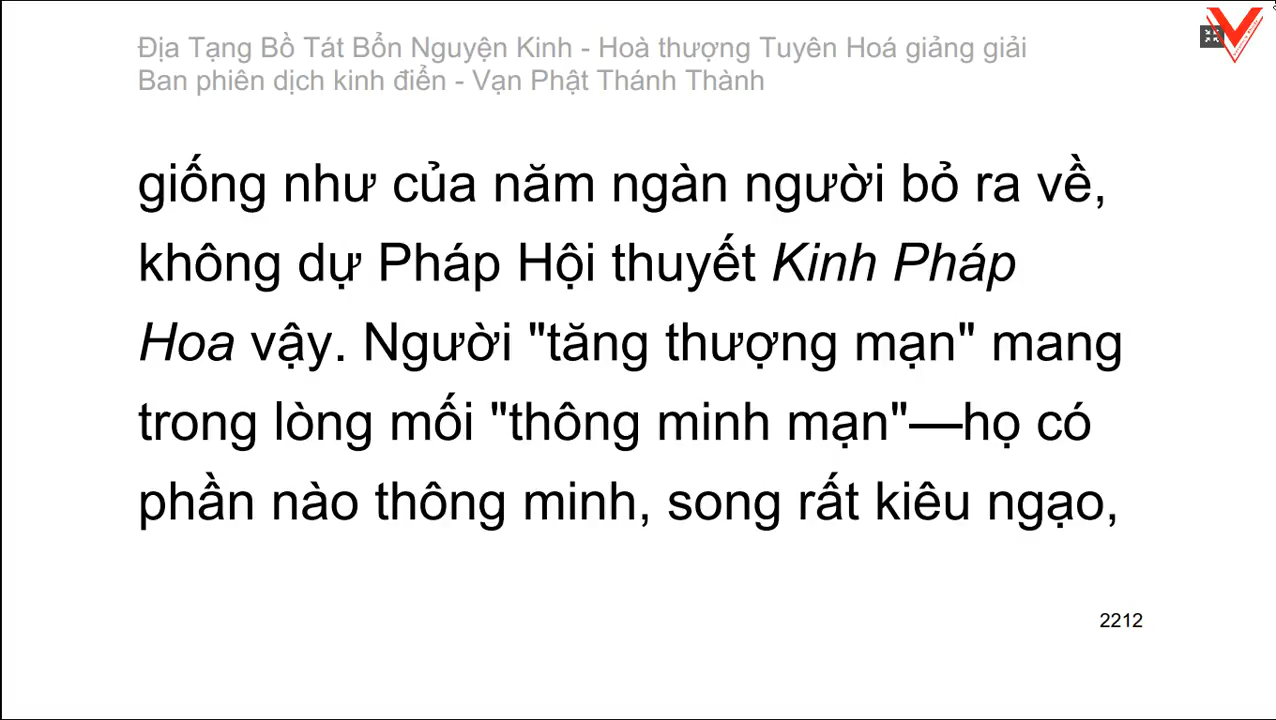 Địa Tạng Bồ Tát Bổn Nguyện Kinh - Hoà thượng Tuyên Hoá giảng giải
Ban phiên dịch kinh điển - Vạn Phật Thánh Thành
giống như của năm ngàn người bỏ ra về,
không dự Pháp Hội thuyết Kinh Pháp
Hoa vậy. Người "tăng thượng mạn" mang
trong lòng mối "thông minh mạn"—họ có
phần nào thông minh, song rất kiêu ngạo,
2212